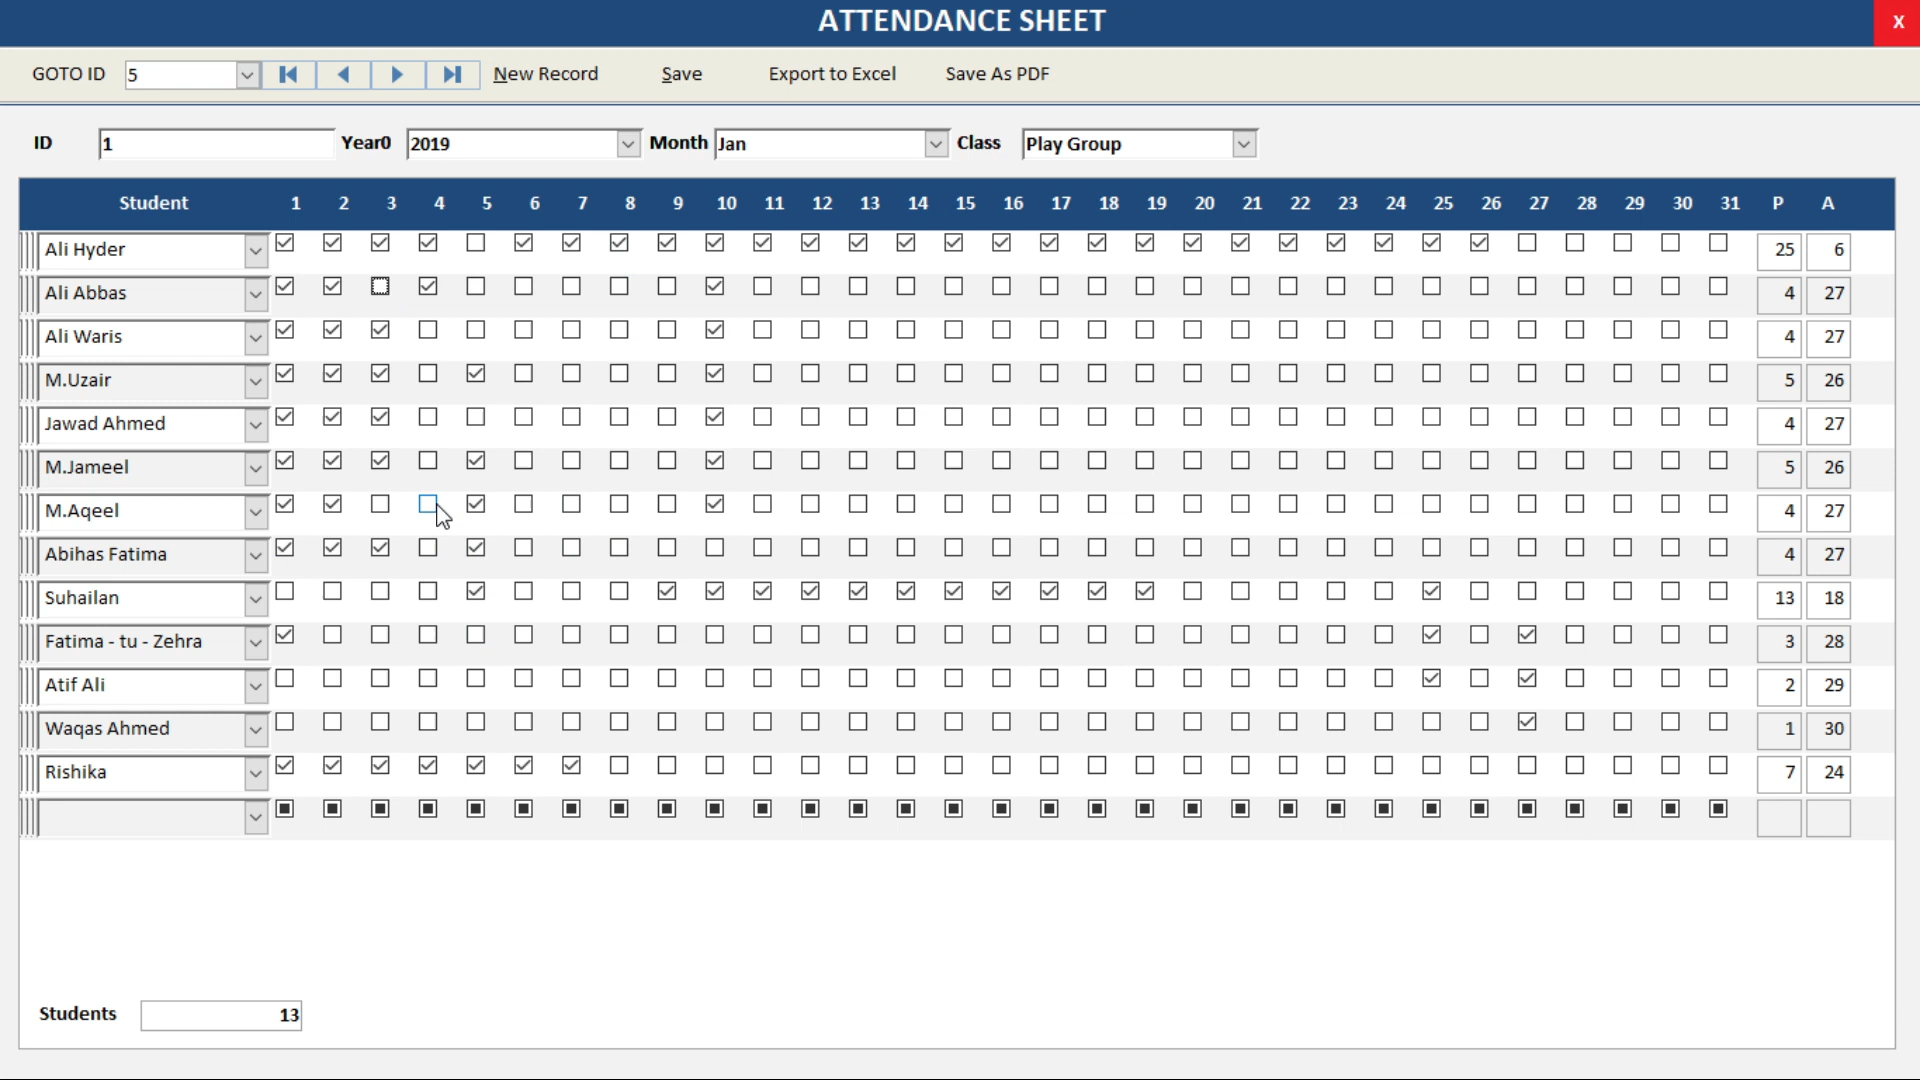 ATTENDANCE SHEET
X
GOTO ID 5 New Record Save Export to Excel Save As PDF
ID 1 Year0 2019 Month Jan Class Play Group
Student 1 2 3 4 5 6 7 8 9 10 11 12 13 14 15 16 17 18 19 20 21 22 23 24 25 26 27 28 29 30 31 P A
Ali Hyder 25 6
Ali Abbas 4 27
Ali Waris 4 27
M.Uzair 5 26
Jawad Ahmed 4 27
M.Jameel 5 26
M.Aqeel 4 27
Abihas Fatima 4 27
Suhailan 13 18
Fatima - tu - Zehra 3 28
Atif Ali 2 29
Waqas Ahmed 1 30
Rishika 7 24
Students 13